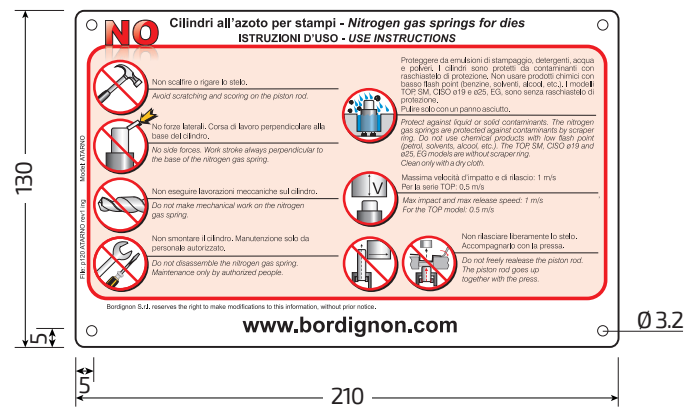 NO
Cilindri all'azoto per stampi - Nitrogen gas springs for dies
ISTRUZIONI D'USO - USE INSTRUCTIONS
Non scalfire o rigare lo stelo.
Avoid scratching and scoring on the piston rod.
No forze laterali. Corsa di lavoro perpendicolare alla
base del cilindro.
No side forces. Work stroke always perpendicular to
the base of the nitrogen gas spring.
Non eseguire lavorazioni meccaniche sul cilindro.
Do not make mechanical work on the nitrogen
gas spring.
Non smontare il cilindro. Manutenzione solo da
personale autorizzato.
Do not disassemble the nitrogen gas spring.
Maintenance only by authorized people.
Proteggere da emulsioni di stampaggio, detergenti, acqua
e polveri. I cilindri sono protetti da contaminanti con
raschiastelo di protezione. Non usare prodotti chimici con
basso flash point (benzine, solventi, alcool, etc.). I modelli
TOP, SM, CISO ø19 e ø25, EG, sono senza raschiastelo di
protezione.
Pulire solo con un panno asciutto.
Protect against liquid or solid contaminants. The nitrogen
gas springs are protected against contaminants by scraper
ring. Do not use chemical products with low flash point
(petrol, solvents, alcool, etc.). The TOP, SM, CISO ø19 and
ø25, EG models are without scraper ring.
Clean only with a dry cloth.
V
Massima velocità d'impatto e di rilascio: 1 m/s
Per la serie TOP: 0,5 m/s
Max impact and max release speed: 1 m/s
For the TOP model: 0.5 m/s
Non rilasciare liberamente lo stelo.
Accompagnarlo con la pressa.
Do not freely realease the piston rod.
The piston rod goes up
together with the press.
File: p120 ATARNO rev1 ing Model: ATARNO
Bordignon S.r.l. reserves the right to make modifications to this information, without prior notice.
www.bordignon.com
130
5
5
210
Ø 3.2